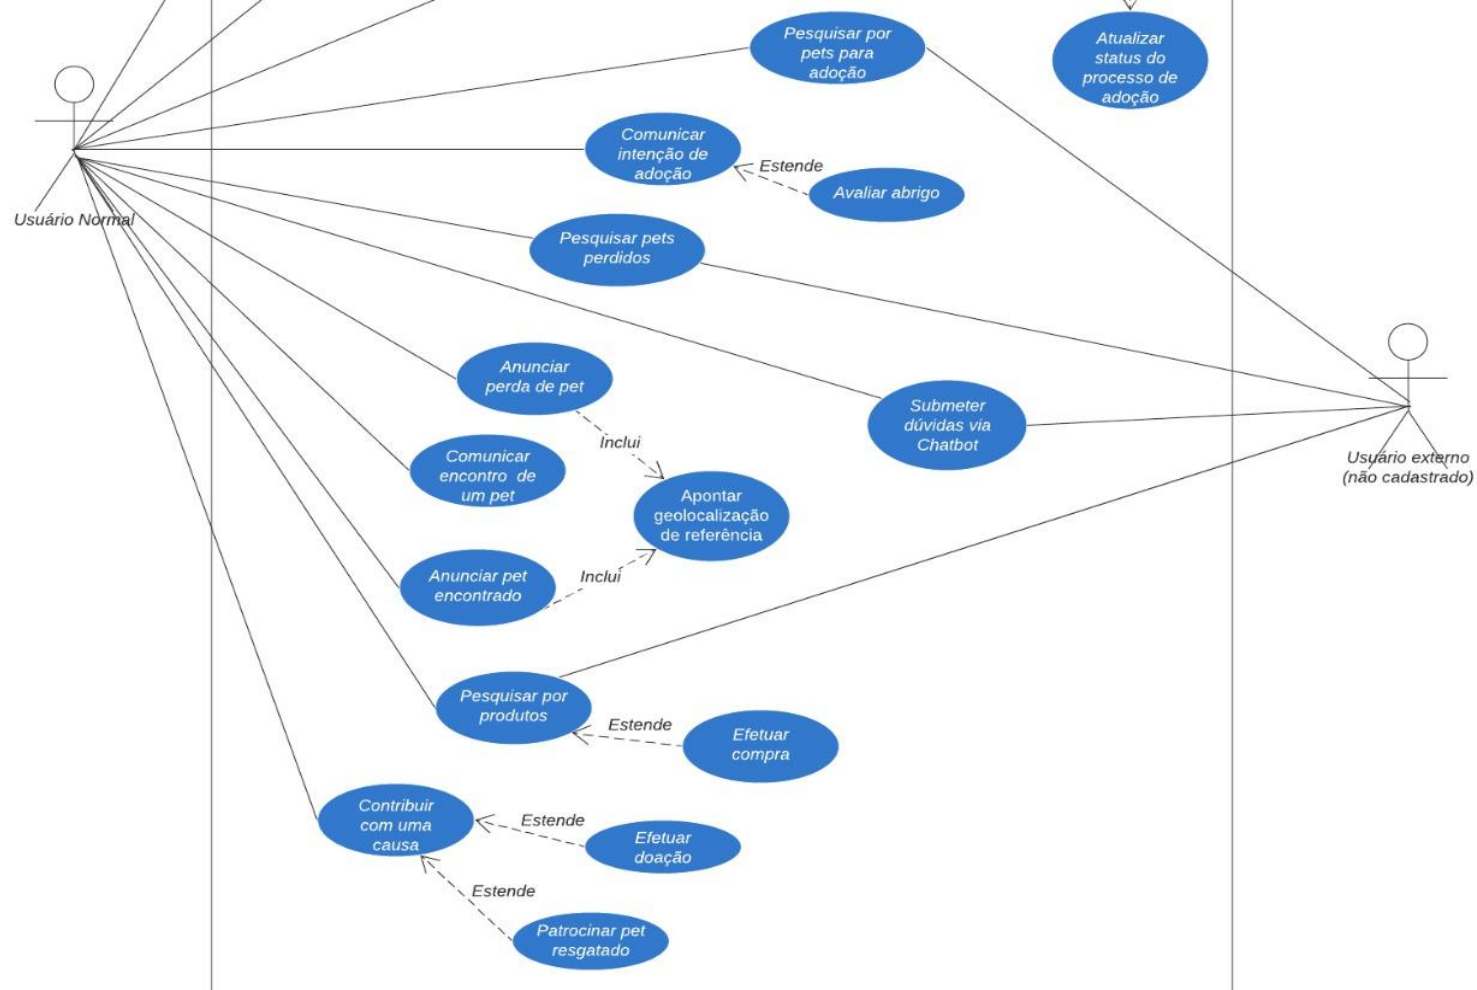 Pesquisar por
pets para
adoção
Atualizar
status do
processo de
adoção
Comunicar
intenção de
adoção
Estende
Avaliar abrigo
Usuário Normal
Pesquisar pets
perdidos
Anunciar
perda de pet
Submeter
dúvidas via
Chatbot
Inclui
Comunicar
encontro de
um pet
Usuário externo
(não cadastrado)
Apontar
geolocalização
de referência
Anunciar pet
encontrado
Inclui
Pesquisar por
produtos
Estende
Efetuar
compra
Contribuir
com uma
causa
Estende
Efetuar
doação
Estende
Patrocinar pet
resgatado